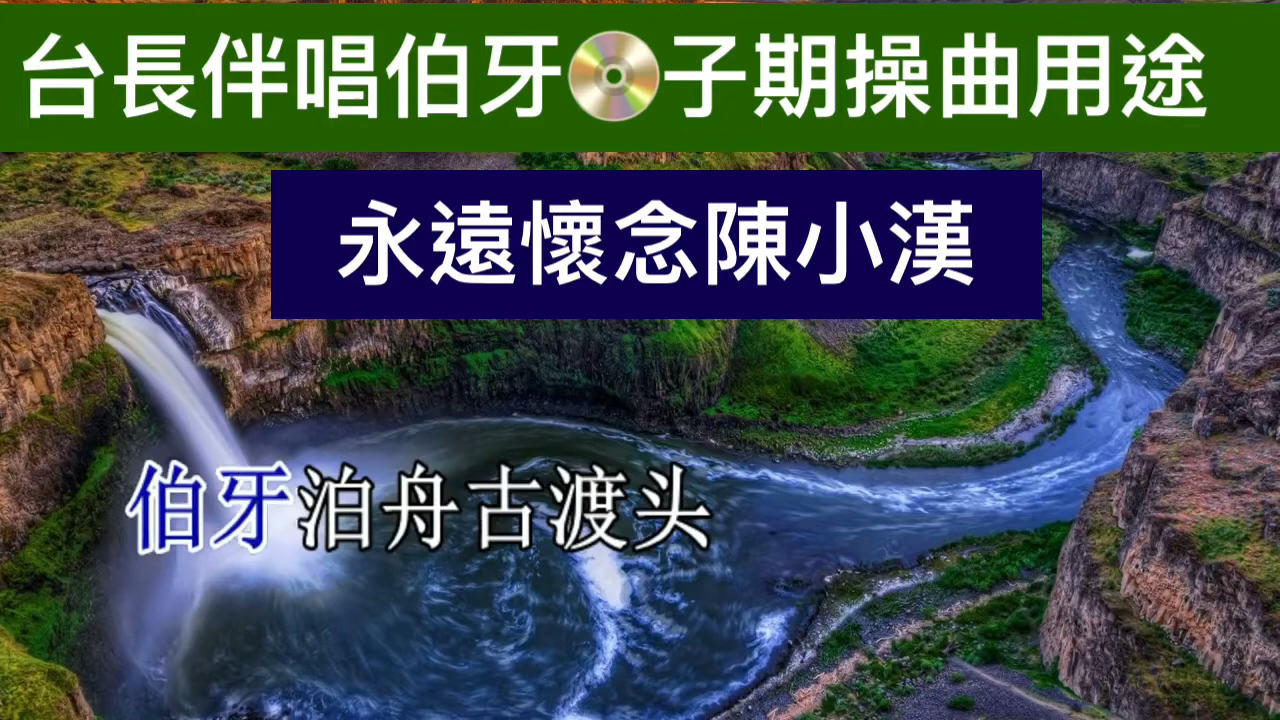 台長伴唱伯牙📀子期操曲用途
永遠懷念陳小漢
伯牙泊舟古渡头